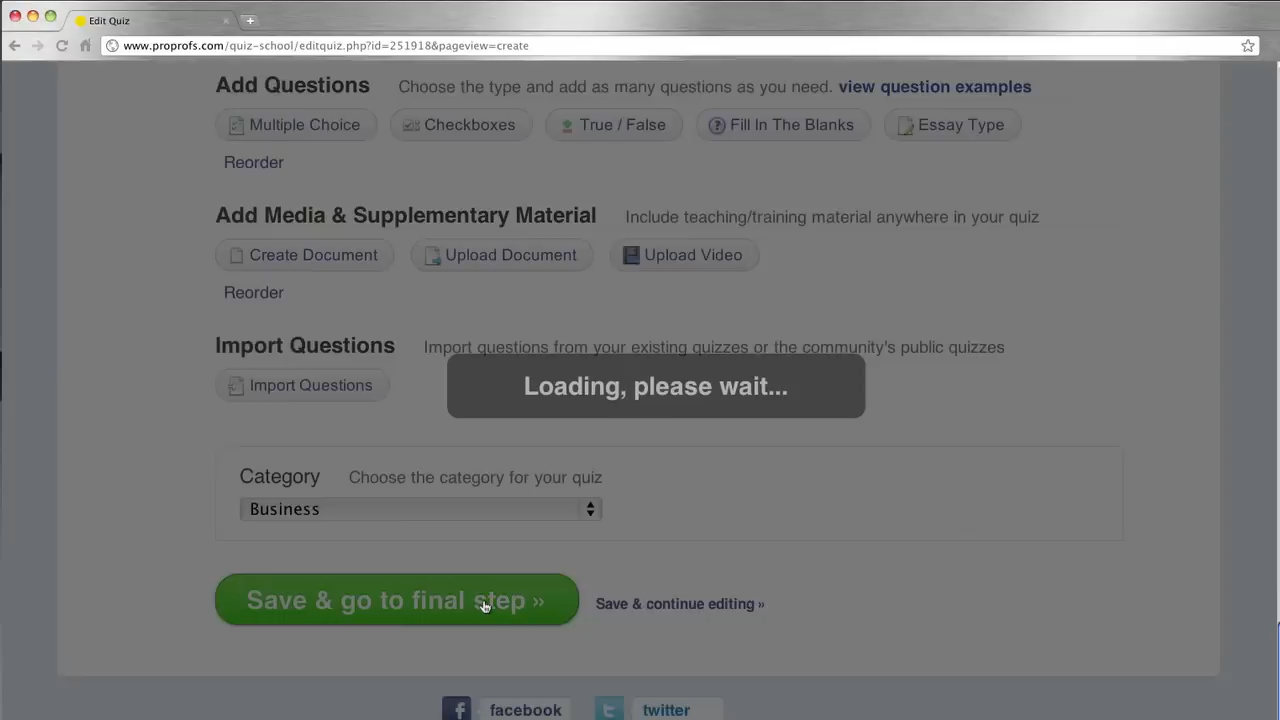 Edit Quiz
www.proprofs.com/quiz-school/editquiz.php?id=251918&pageview=create
Add Questions Choose the type and add as many questions as you need. view question examples
Multiple Choice Checkboxes True / False Fill In The Blanks Essay Type
Reorder
Add Media & Supplementary Material Include teaching/training material anywhere in your quiz
Create Document Upload Document Upload Video
Reorder
Import Questions Import questions from your existing quizzes or the community's public quizzes
Import Questions
Loading, please wait...
Category Choose the category for your quiz
Business
Save & go to final step » Save & continue editing »
facebook twitter